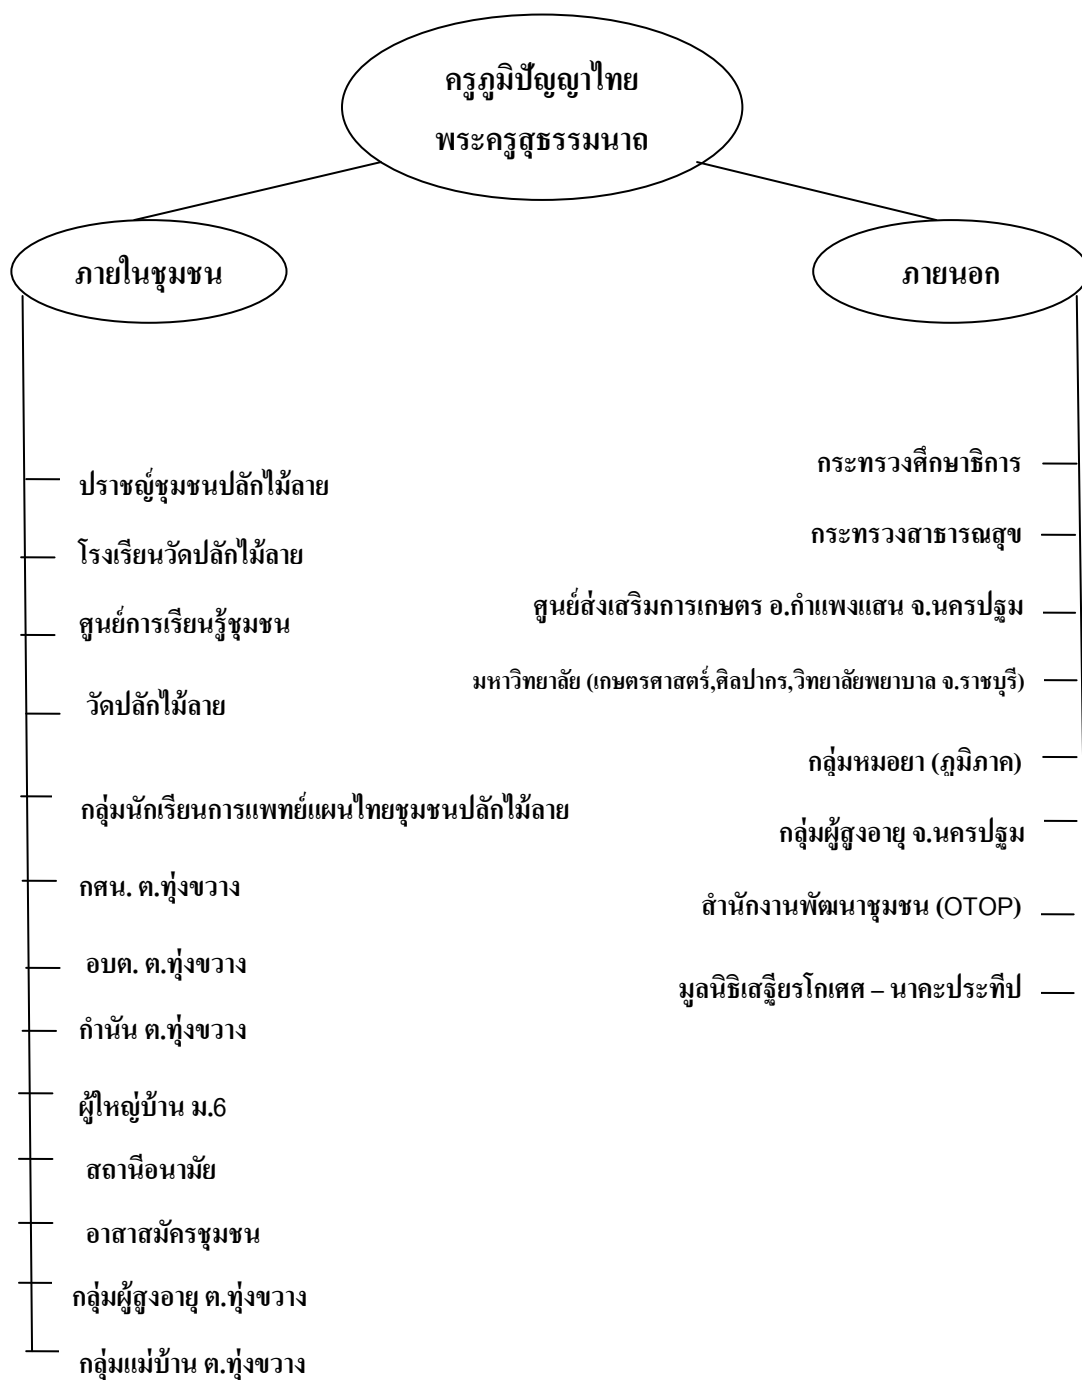 ครูภูมิปัญญาไทย
พระครูสุธรรมนาถ
ภายในชุมชน
ภายนอก
ปราชญ์ชุมชนปลักไม้ลาย
โรงเรียนวัดปลักไม้ลาย
ศูนย์การเรียนรู้ชุมชน
วัดปลักไม้ลาย
กลุ่มนักเรียนการแพทย์แผนไทยชุมชนปลักไม้ลาย
กศน. ต.ทุ่งขวาง
อบต. ต.ทุ่งขวาง
กำนัน ต.ทุ่งขวาง
ผู้ใหญ่บ้าน ม.6
สถานีอนามัย
อาสาสมัครชุมชน
กลุ่มผู้สูงอายุ ต.ทุ่งขวาง
กลุ่มแม่บ้าน ต.ทุ่งขวาง
กระทรวงศึกษาธิการ
กระทรวงสาธารณสุข
ศูนย์ส่งเสริมการเกษตร อ.กำแพงแสน จ.นครปฐม
มหาวิทยาลัย (เกษตรศาสตร์,ศิลปากร,วิทยาลัยพยาบาล จ.ราชบุรี)
กลุ่มหมอยา (ภูมิภาค)
กลุ่มผู้สูงอายุ จ.นครปฐม
สำนักงานพัฒนาชุมชน (OTOP)
มูลนิธิเสฐียรโกเศศ – นาคะประทีป